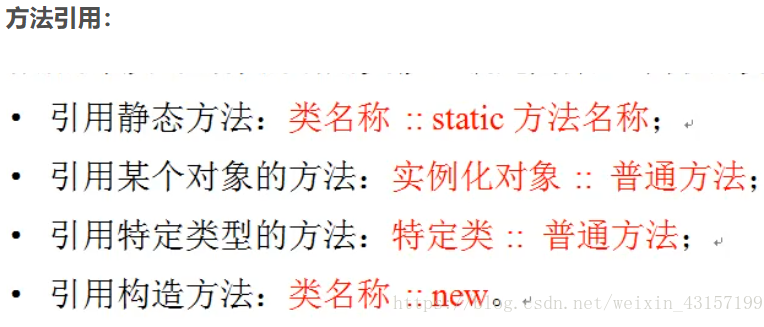 方法引用：
• 引用静态方法：类名称 :: static 方法名称；
• 引用某个对象的方法：实例化对象 :: 普通方法；
• 引用特定类型的方法：特定类 :: 普通方法；
• 引用构造方法：类名称 :: new。
http://blog.csdn.net/weixin_43157199